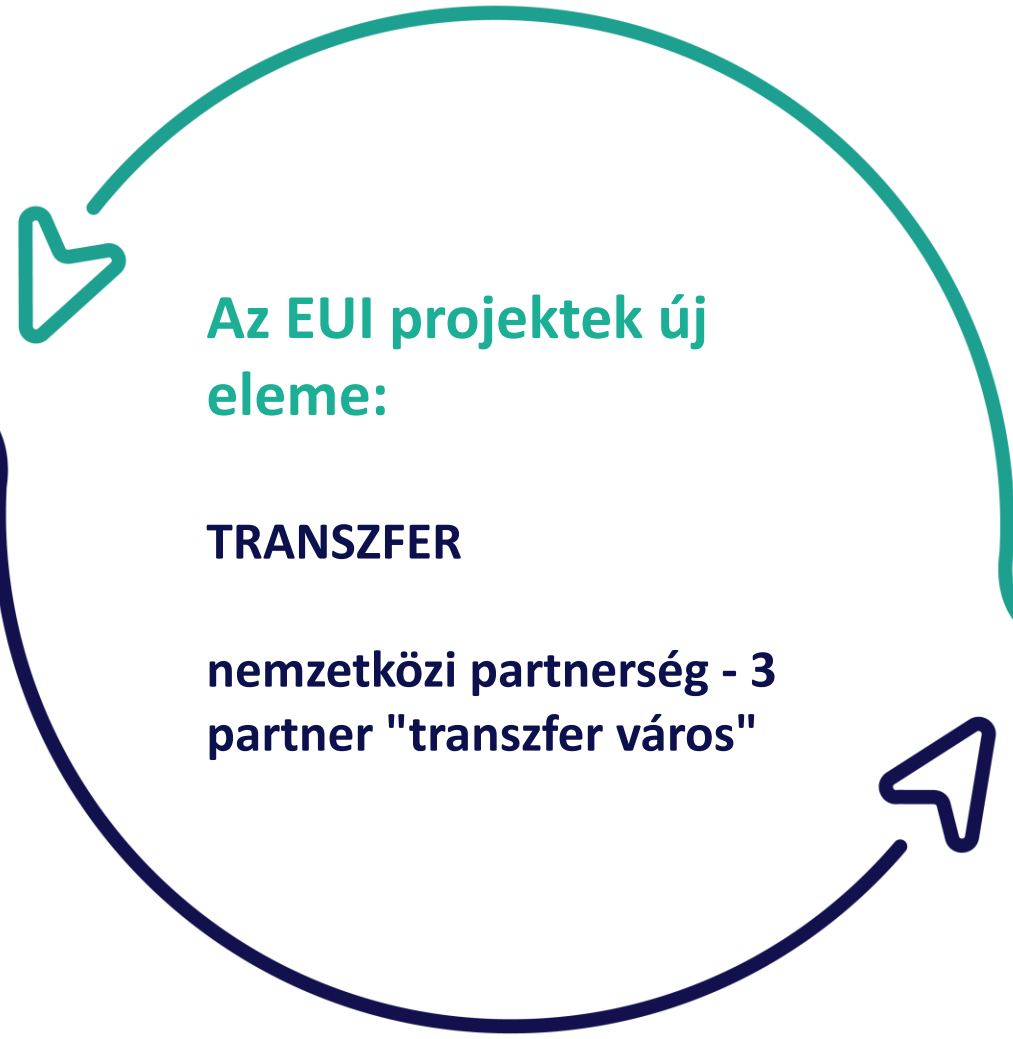 Az EUI projektek új
eleme:
TRANSZFER
nemzetközi partnerség - 3
partner "transzfer város"